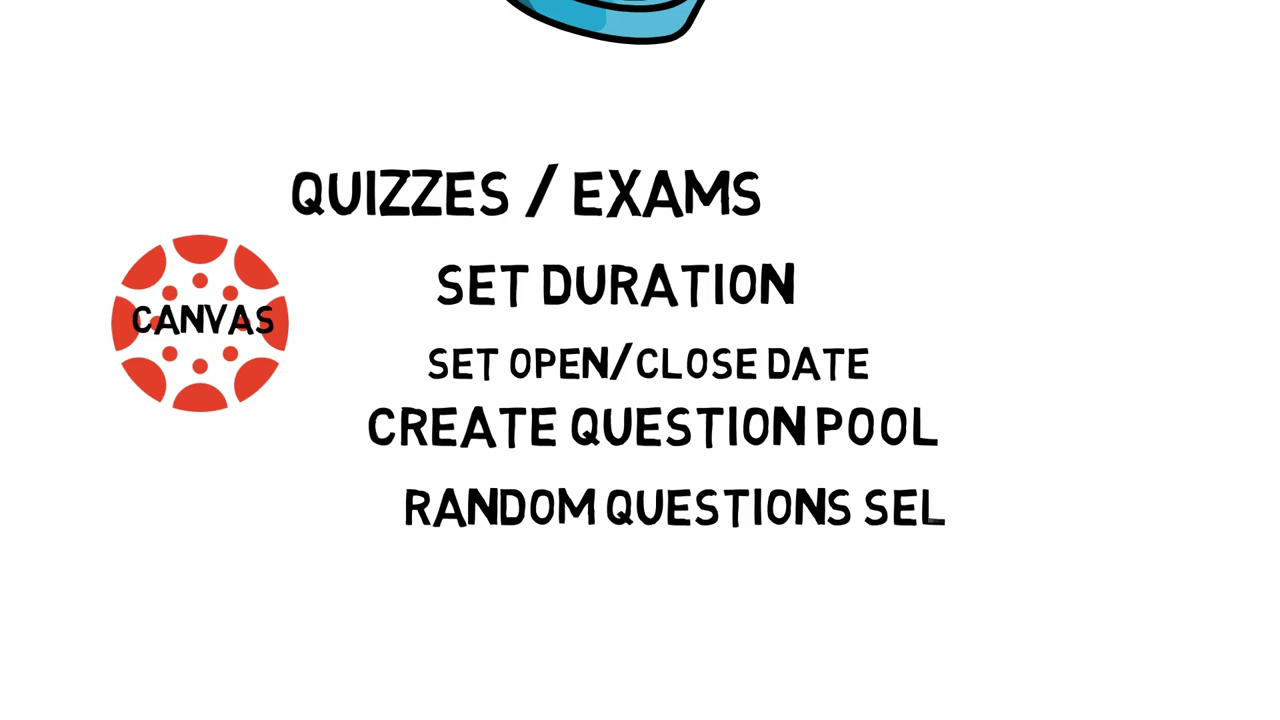 QUIZZES / EXAMS
SET DURATION
CANVAS
SET OPEN/CLOSE DATE
CREATE QUESTION POOL
RANDOM QUESTIONS SEL